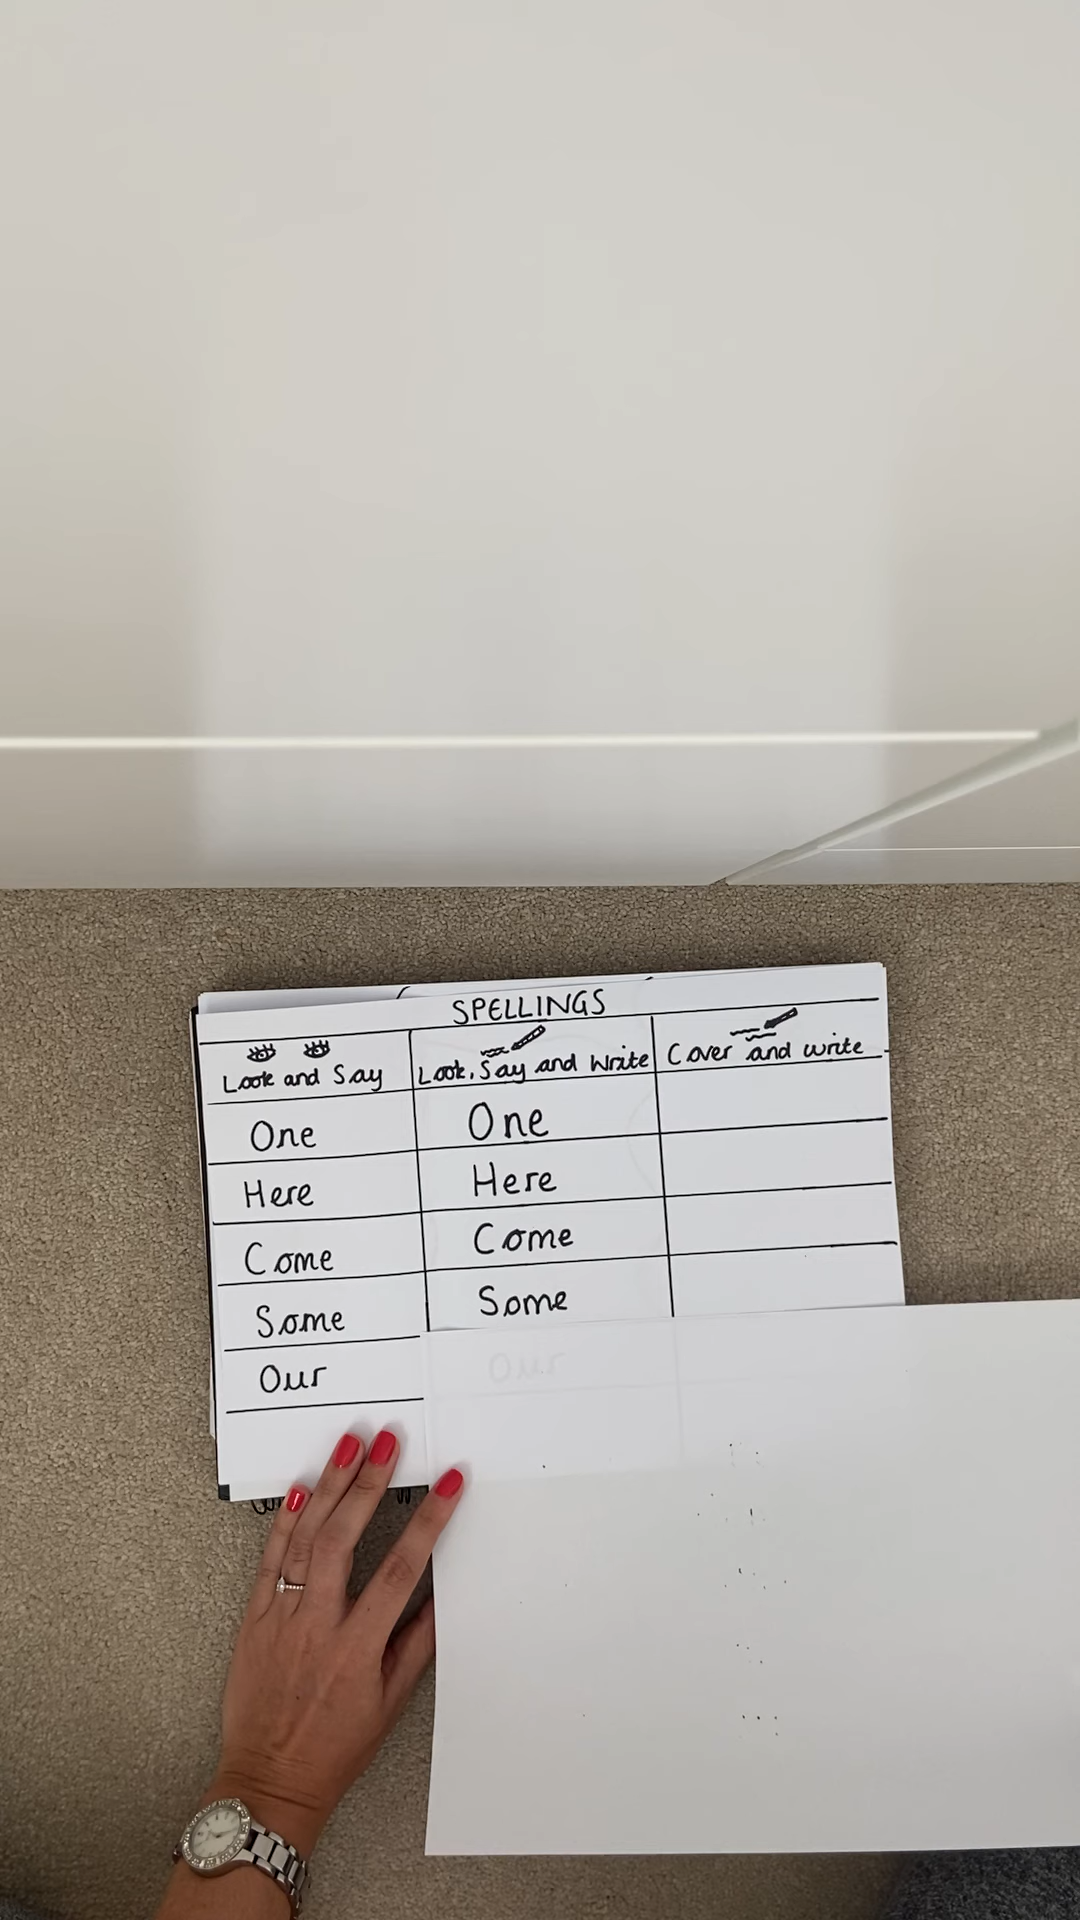 SPELLINGS
Look and Say Look, Say and Write Cover and write
One One
Here Here
Come Come
Some Some
Our Our